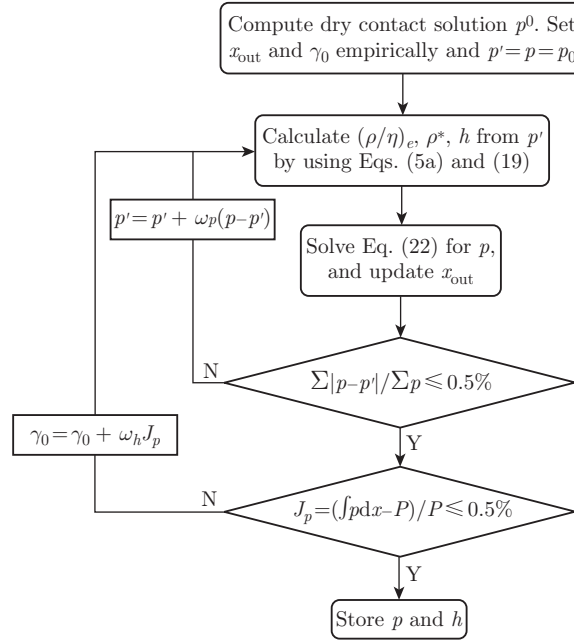 Compute dry contact solution p⁰. Set
x_out and γ₀ empirically and p′=p=p₀
Calculate (ρ/η)ₑ, ρ*, h from p′
by using Eqs. (5a) and (19)
p′=p′ + ω_p(p−p′)
Solve Eq. (22) for p,
and update x_out
N
Σ|p−p′|/Σp ≤ 0.5%
Y
γ₀=γ₀ + ω_h J_p
N
J_p=(∫pdx−P)/P ≤ 0.5%
Y
Store p and h